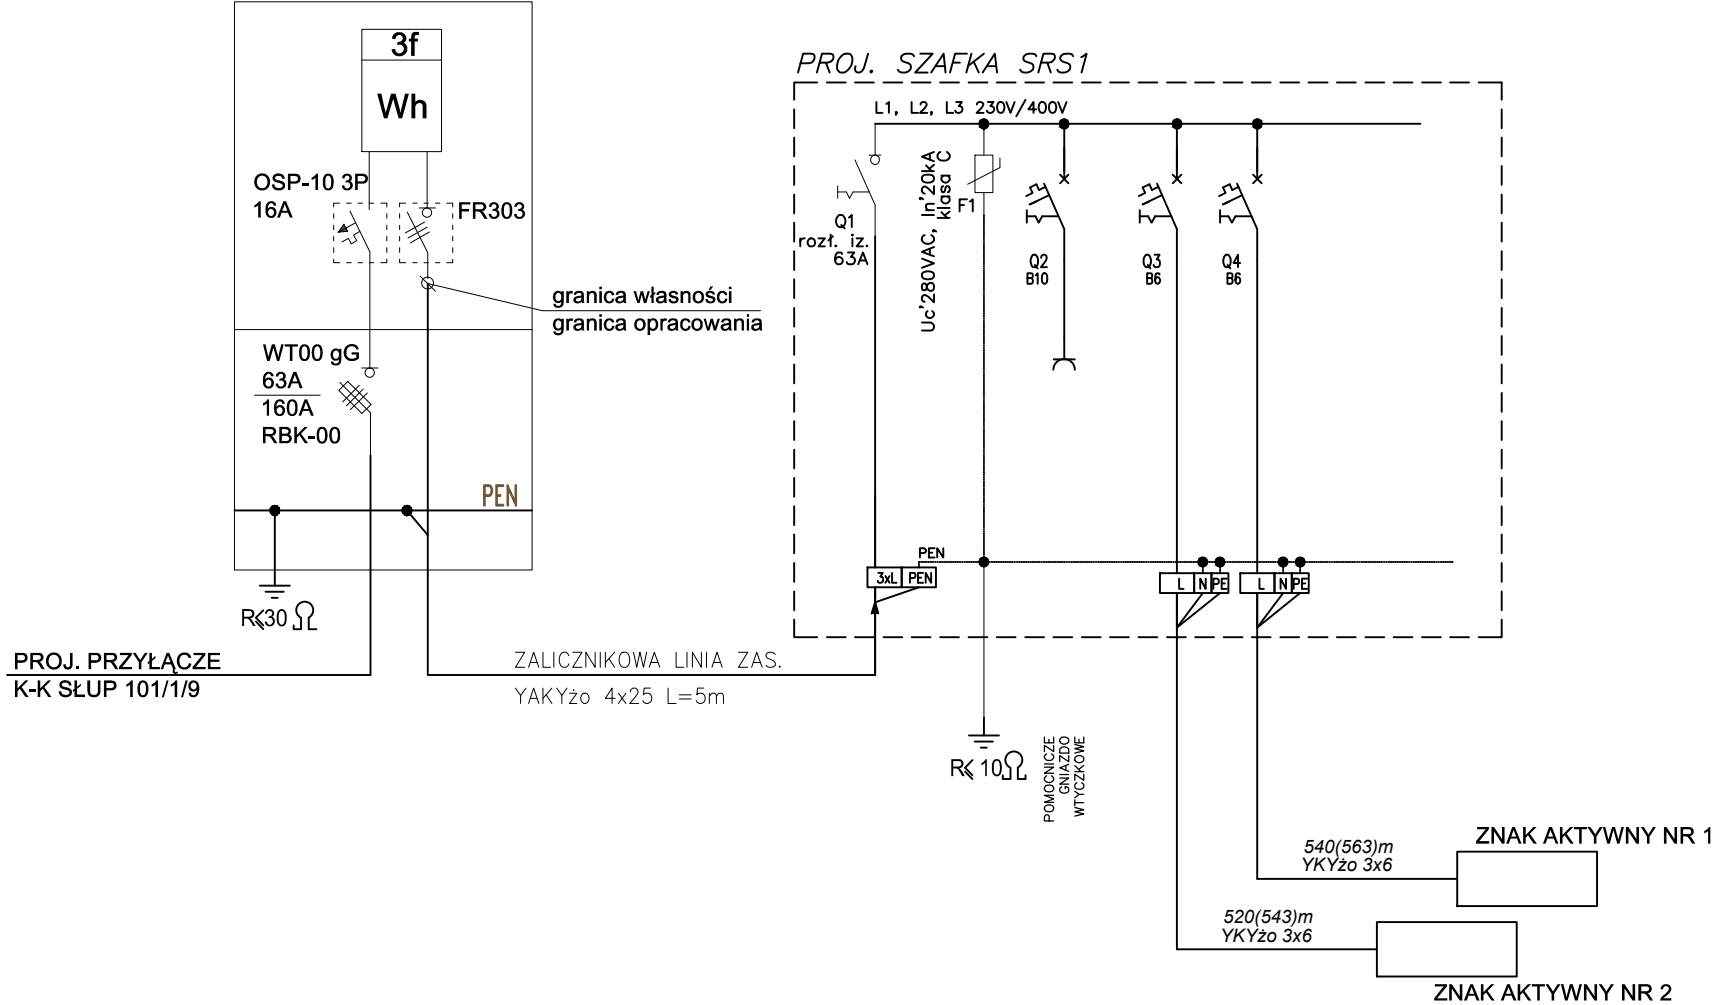 3f
Wh
OSP-10 3P
16A
FR303
granica własności
granica opracowania
WT00 gG
63A
160A
RBK-00
PEN
R⩽30 Ω
PROJ. PRZYŁĄCZE
K-K SŁUP 101/1/9
ZALICZNIKOWA LINIA ZAS.
YAKYżo 4x25 L=5m
PROJ. SZAFKA SRS1
L1, L2, L3 230V/400V
Q1
rozł. iz.
63A
Uc'280VAC, In'20kA
klasa C
F1
Q2
B10
Q3
B6
Q4
B6
PEN
3xL PEN
L N PE
L N PE
R⩽ 10Ω
POMOCNICZE
GNIAZDO
WTYCZKOWE
540(563)m
YKYżo 3x6
ZNAK AKTYWNY NR 1
520(543)m
YKYżo 3x6
ZNAK AKTYWNY NR 2